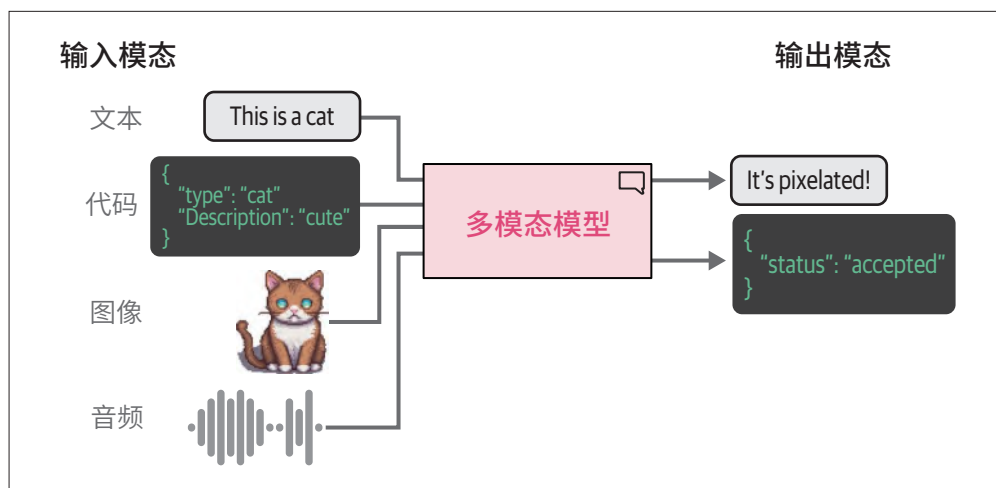 输入模态
输出模态
文本
This is a cat
代码
{
"type": "cat"
"Description": "cute"
}
图像
音频
多模态模型
It's pixelated!
{
"status": "accepted"
}